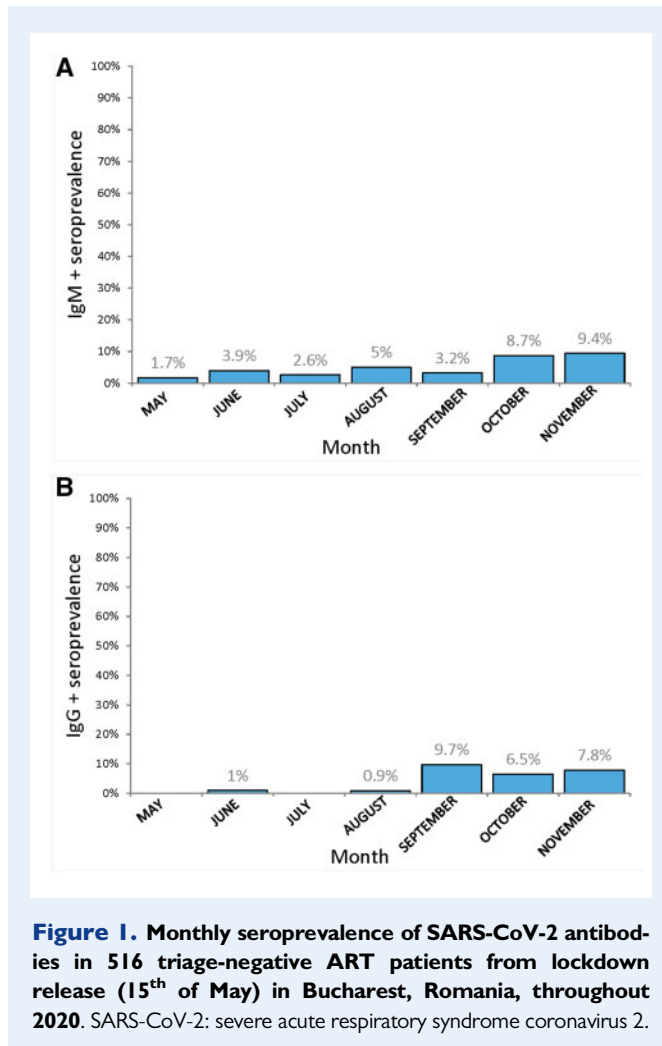 A
100%
90%
80%
70%
60%
50%
40%
30%
20%
10%
0%
IgM + seroprevalence
1.7%
3.9%
2.6%
5%
3.2%
8.7%
9.4%
MAY
JUNE
JULY
AUGUST
SEPTEMBER
OCTOBER
NOVEMBER
Month
B
100%
90%
80%
70%
60%
50%
40%
30%
20%
10%
0%
IgG + seroprevalence
1%
0.9%
9.7%
6.5%
7.8%
MAY
JUNE
JULY
AUGUST
SEPTEMBER
OCTOBER
NOVEMBER
Month
Figure 1. Monthly seroprevalence of SARS-CoV-2 antibod-
ies in 516 triage-negative ART patients from lockdown
release (15th of May) in Bucharest, Romania, throughout
2020. SARS-CoV-2: severe acute respiratory syndrome coronavirus 2.